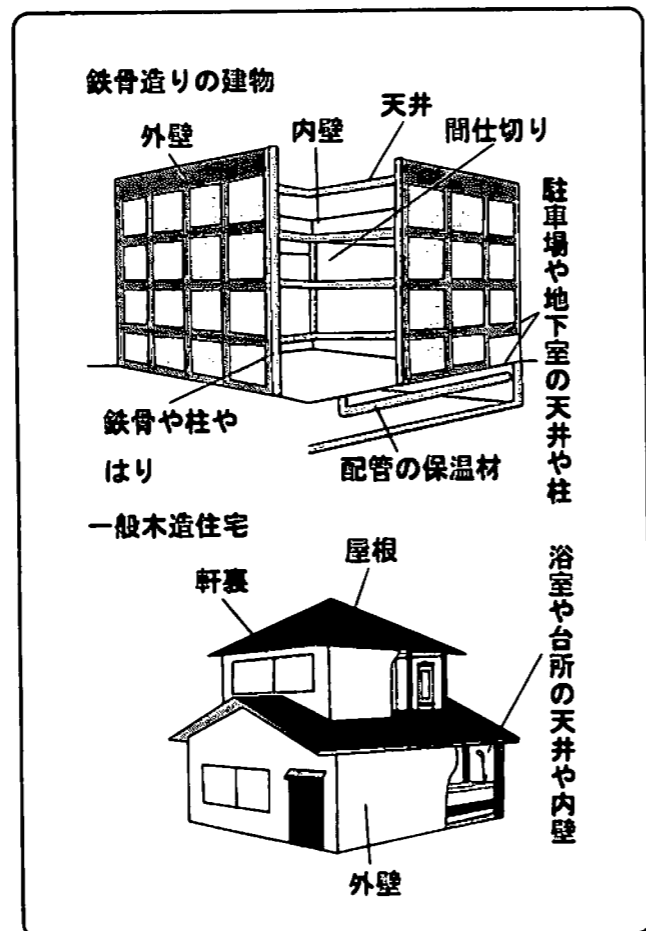 鉄骨造りの建物
天井
外壁
内壁
間仕切り
駐車場や地下室の天井や柱
鉄骨や柱や
はり
配管の保温材
一般木造住宅
屋根
軒裏
浴室や台所の天井や内壁
外壁